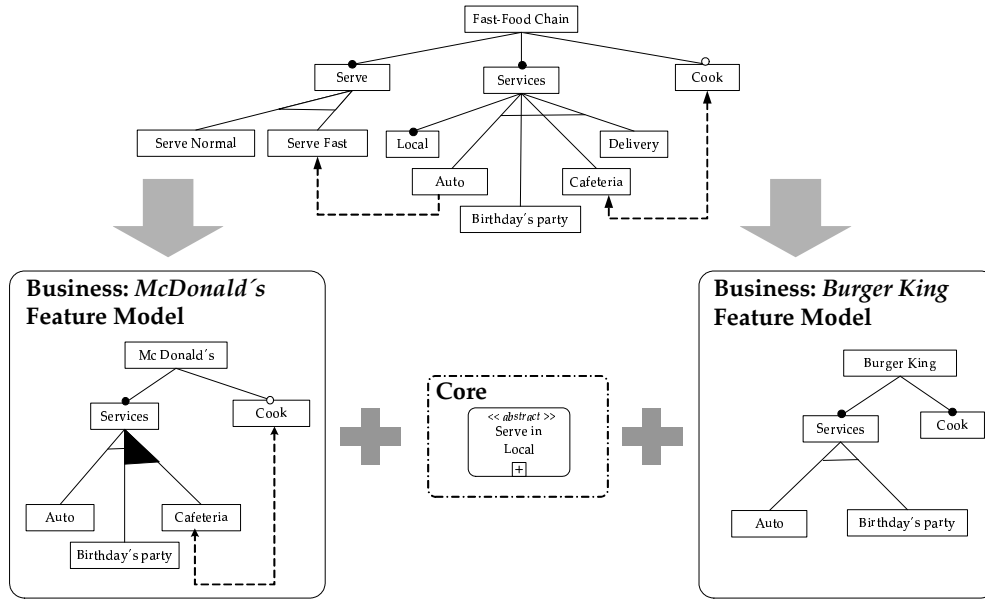 Fast-Food Chain
Serve
Services
Cook
Serve Normal
Serve Fast
Local
Delivery
Auto
Cafeteria
Birthday´s party
Business: McDonald´s
Feature Model
Mc Donald´s
Services
Cook
Auto
Cafeteria
Birthday´s party
Core
<< abstract >>
Serve in
Local
+
Business: Burger King
Feature Model
Burger King
Services
Cook
Auto
Birthday´s party